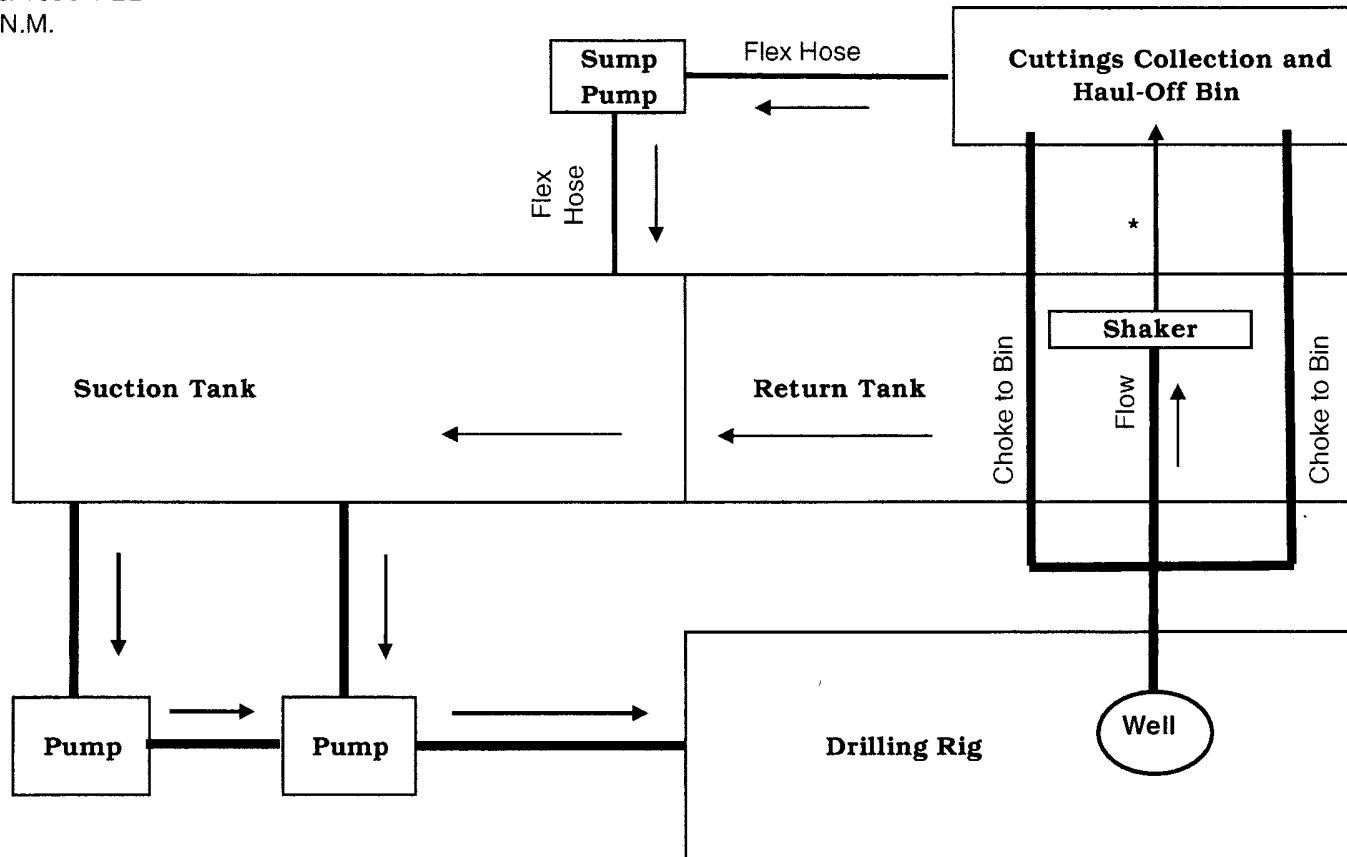 N.M.
Sump
Pump
Flex Hose
Cuttings Collection and
Haul-Off Bin
Flex
Hose
*
Suction Tank
Return Tank
Choke to Bin
Flow
Shaker
Choke to Bin
Pump
Pump
Drilling Rig
Well